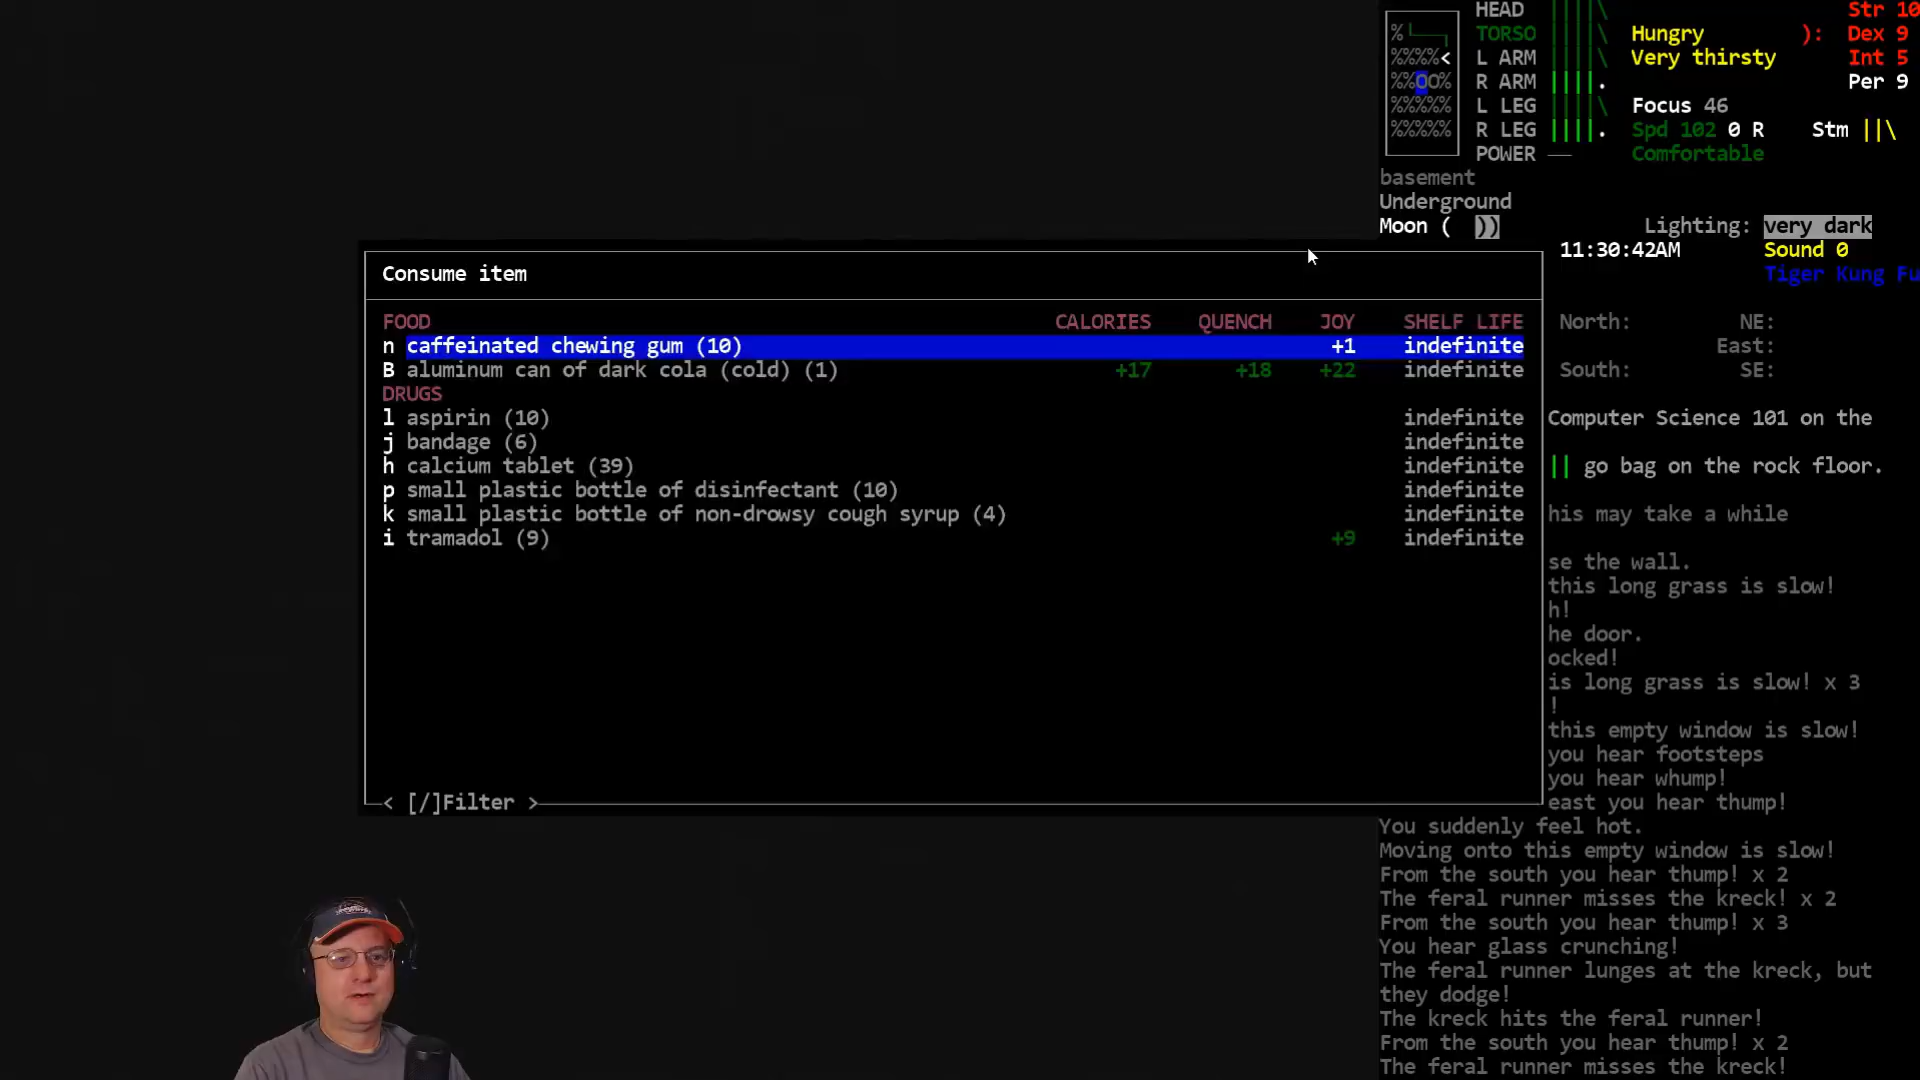 %
%%%%<
%%OO%
%%%%%
%%%%%
HEAD ||||\ Str 10
TORSO ||||\ Hungry ): Dex 9
L ARM ||||\ Very thirsty Int 5
R ARM ||||. Per 9
L LEG ||||\ Focus 46
R LEG ||||. Spd 102 0 R Stm ||\
POWER — Comfortable
basement
Underground
Moon ( )) Lighting: very dark
11:30:42AM Sound 0
Tiger Kung Fu
Consume item
FOOD CALORIES QUENCH JOY SHELF LIFE
n caffeinated chewing gum (10) +1 indefinite
B aluminum can of dark cola (cold) (1) +17 +18 +22 indefinite
DRUGS
l aspirin (10) indefinite
j bandage (6) indefinite
h calcium tablet (39) indefinite
p small plastic bottle of disinfectant (10) indefinite
k small plastic bottle of non-drowsy cough syrup (4) indefinite
i tramadol (9) +9 indefinite
< [/]Filter >
North: NE:
East:
South: SE:
Computer Science 101 on the
|| go bag on the rock floor.
his may take a while
se the wall.
this long grass is slow!
h!
he door.
ocked!
is long grass is slow! x 3
!
this empty window is slow!
you hear footsteps
you hear whump!
east you hear thump!
You suddenly feel hot.
Moving onto this empty window is slow!
From the south you hear thump! x 2
The feral runner misses the kreck! x 2
From the south you hear thump! x 3
You hear glass crunching!
The feral runner lunges at the kreck, but
they dodge!
The kreck hits the feral runner!
From the south you hear thump! x 2
The feral runner misses the kreck!